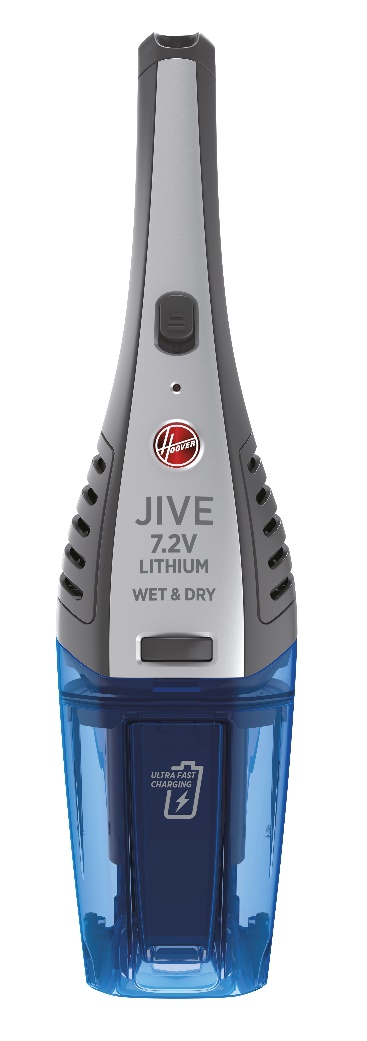 HOOVER
JIVE
7.2V
LITHIUM
WET & DRY
ULTRA FAST
CHARGING